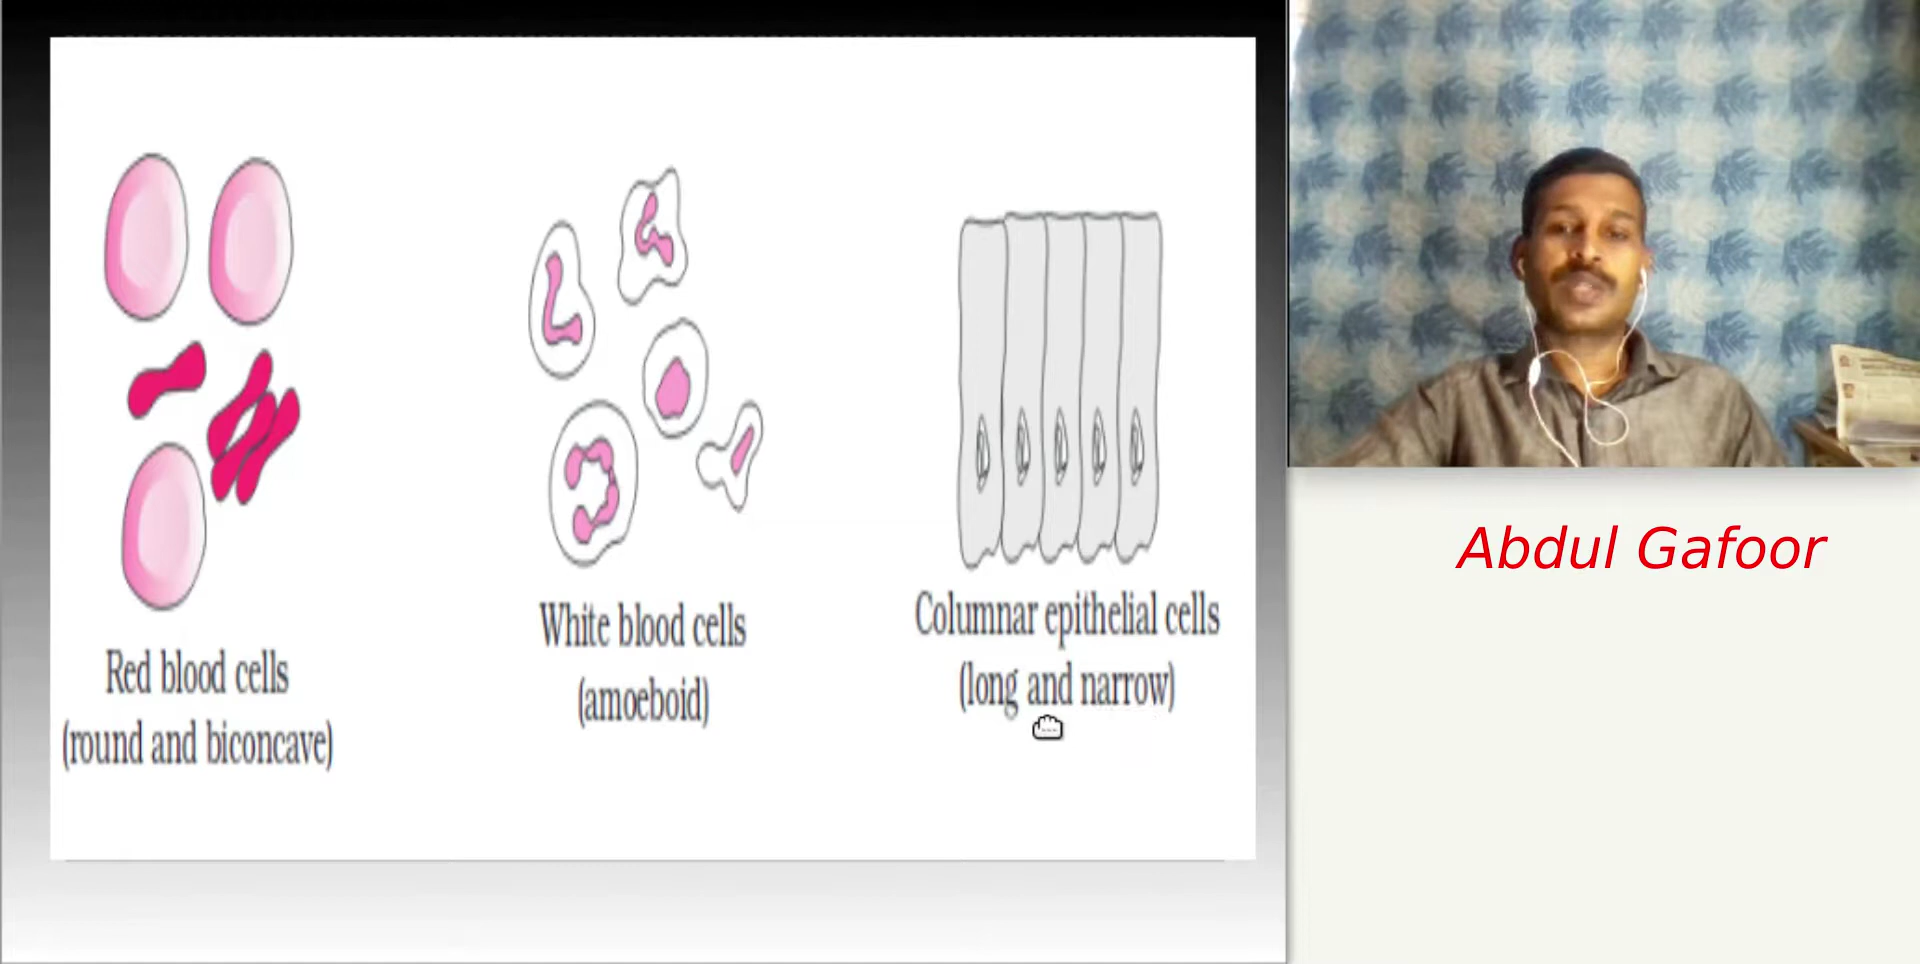 Red blood cells
(round and biconcave)
White blood cells
(amoeboid)
Columnar epithelial cells
(long and narrow)
Abdul Gafoor